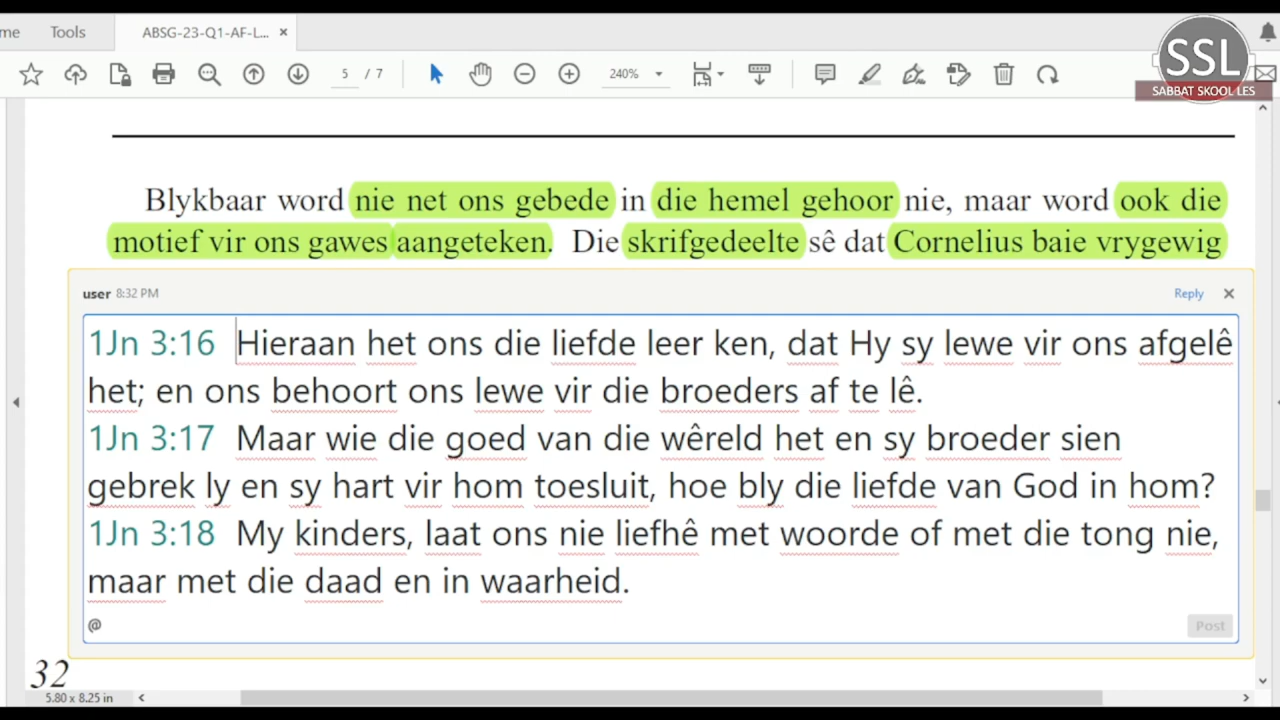 me Tools ABSG-23-Q1-AF-L... ×
5 / 7 240%
SSL
SABBAT SKOOL LES
Blykbaar word nie net ons gebede in die hemel gehoor nie, maar word ook die
motief vir ons gawes aangeteken. Die skrifgedeelte sê dat Cornelius baie vrygewig
user 8:32 PM Reply ×
1Jn 3:16 Hieraan het ons die liefde leer ken, dat Hy sy lewe vir ons afgelê
het; en ons behoort ons lewe vir die broeders af te lê.
1Jn 3:17 Maar wie die goed van die wêreld het en sy broeder sien
gebrek ly en sy hart vir hom toesluit, hoe bly die liefde van God in hom?
1Jn 3:18 My kinders, laat ons nie liefhê met woorde of met die tong nie,
maar met die daad en in waarheid.
@ Post
32
5.80 x 8.25 in